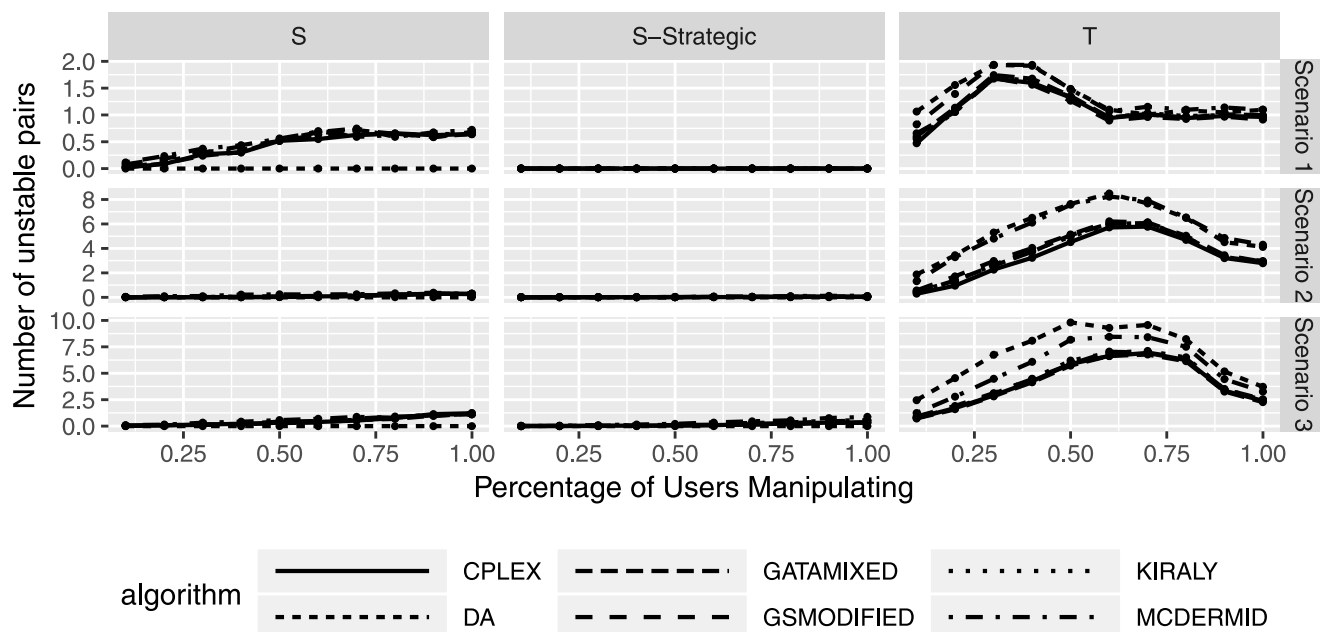 S S–Strategic T
Number of unstable pairs
2.0
1.5
1.0
0.5
0.0
Scenario 1
8
6
4
2
0
Scenario 2
10.0
7.5
5.0
2.5
0.0
Scenario 3
0.25 0.50 0.75 1.00 0.25 0.50 0.75 1.00 0.25 0.50 0.75 1.00
Percentage of Users Manipulating
algorithm
CPLEX GATAMIXED KIRALY
DA GSMODIFIED MCDERMID